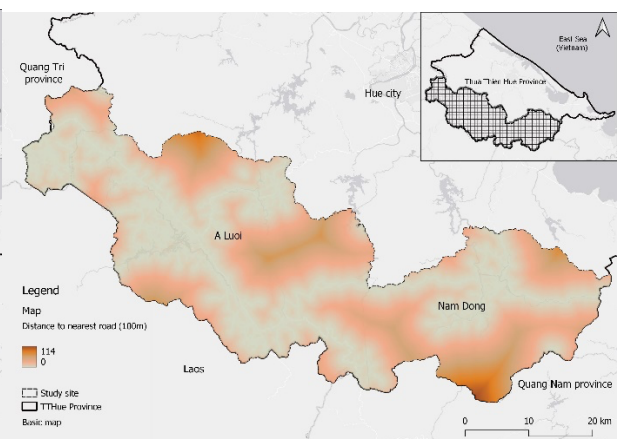 East Sea
(Vietnam)
Quang Tri
province
Thua Thien Hue Province
Hue city
A Luoi
Nam Dong
Legend
Map
Distance to nearest road (100m)
114
0
Laos
Quang Nam province
Study site
TTHue Province
Basic map
0 10 20 km